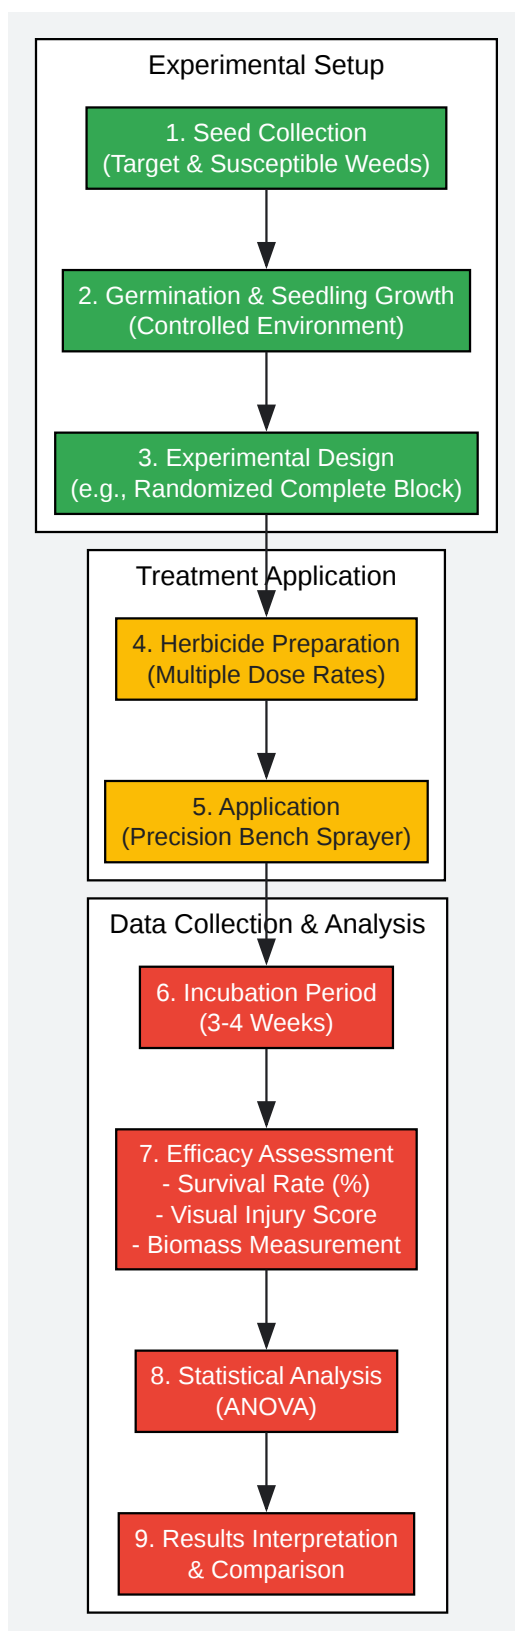 Experimental Setup
1. Seed Collection
(Target & Susceptible Weeds)
2. Germination & Seedling Growth
(Controlled Environment)
3. Experimental Design
(e.g., Randomized Complete Block)
Treatment Application
4. Herbicide Preparation
(Multiple Dose Rates)
5. Application
(Precision Bench Sprayer)
Data Collection & Analysis
6. Incubation Period
(3-4 Weeks)
7. Efficacy Assessment
- Survival Rate (%)
- Visual Injury Score
- Biomass Measurement
8. Statistical Analysis
(ANOVA)
9. Results Interpretation
& Comparison